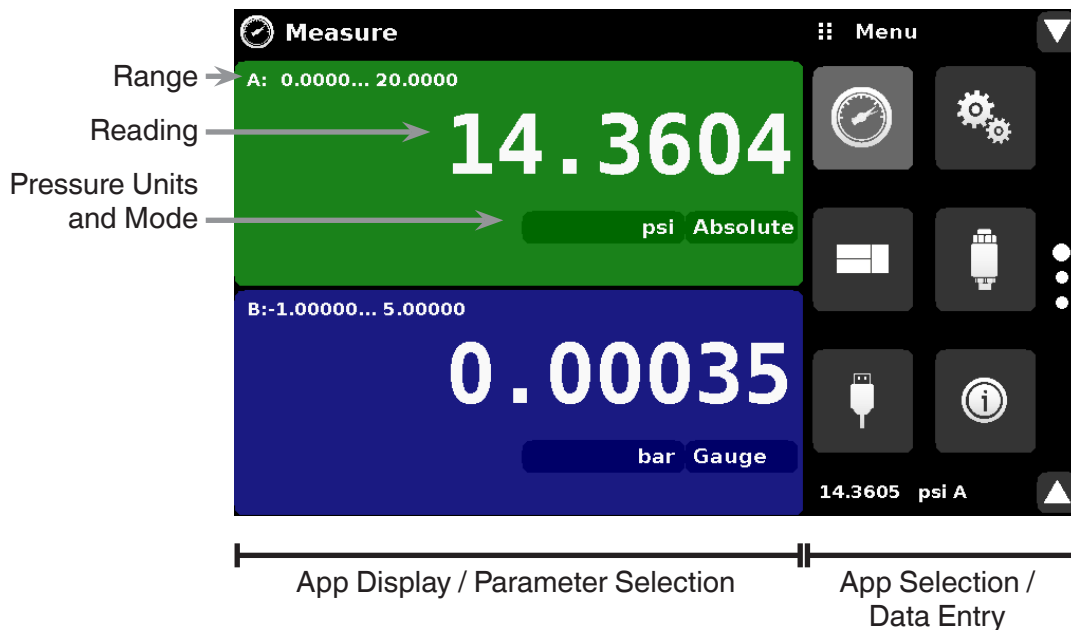 Measure
Menu
Range
A: 0.0000... 20.0000
Reading
14.3604
Pressure Units
and Mode
psi Absolute
B:-1.00000... 5.00000
0.00035
bar Gauge
14.3605 psi A
App Display / Parameter Selection
App Selection /
Data Entry